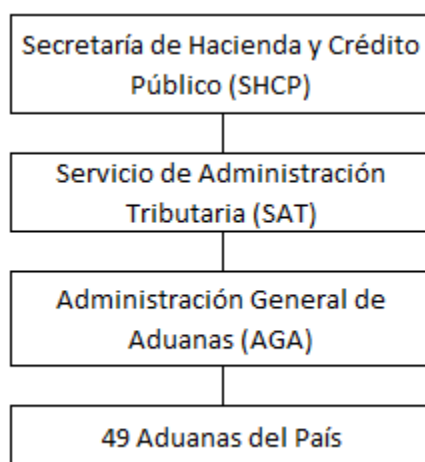 Secretaría de Hacienda y Crédito
Público (SHCP)
Servicio de Administración
Tributaria (SAT)
Administración General de
Aduanas (AGA)
49 Aduanas del País